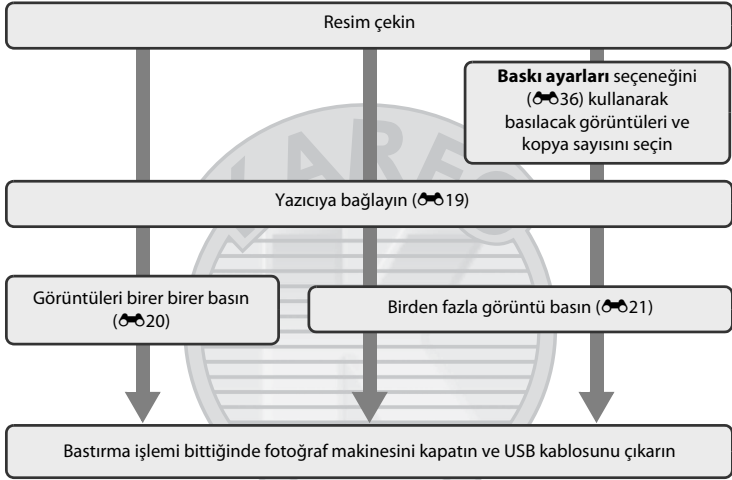 Resim çekin
Baskı ayarları seçeneğini
(36) kullanarak
basılacak görüntüleri ve
kopya sayısını seçin
Yazıcıya bağlayın (19)
Görüntüleri birer birer basın
(20)
Birden fazla görüntü basın (21)
Bastırma işlemi bittiğinde fotoğraf makinesini kapatın ve USB kablosunu çıkarın
KARFO